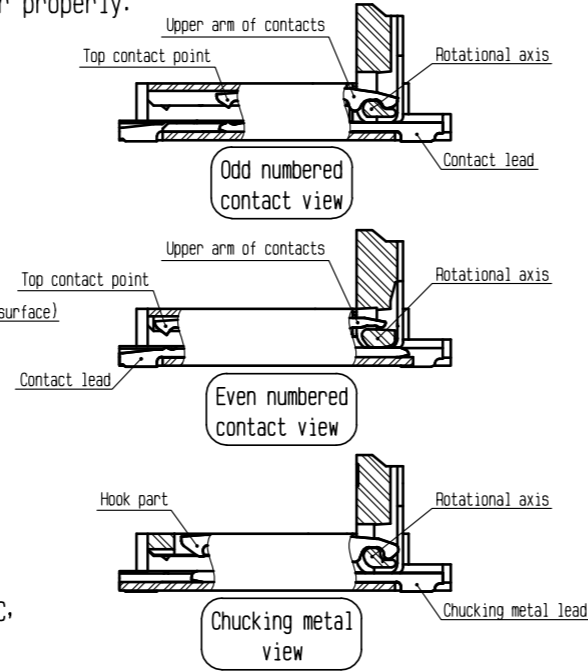 r properly.
Upper arm of contacts
Top contact point
Rotational axis
Contact lead
Odd numbered
contact view
Upper arm of contacts
Top contact point
Rotational axis
surface)
Contact lead
Even numbered
contact view
Hook part
Rotational axis
C,
Chucking metal lead
Chucking metal
view